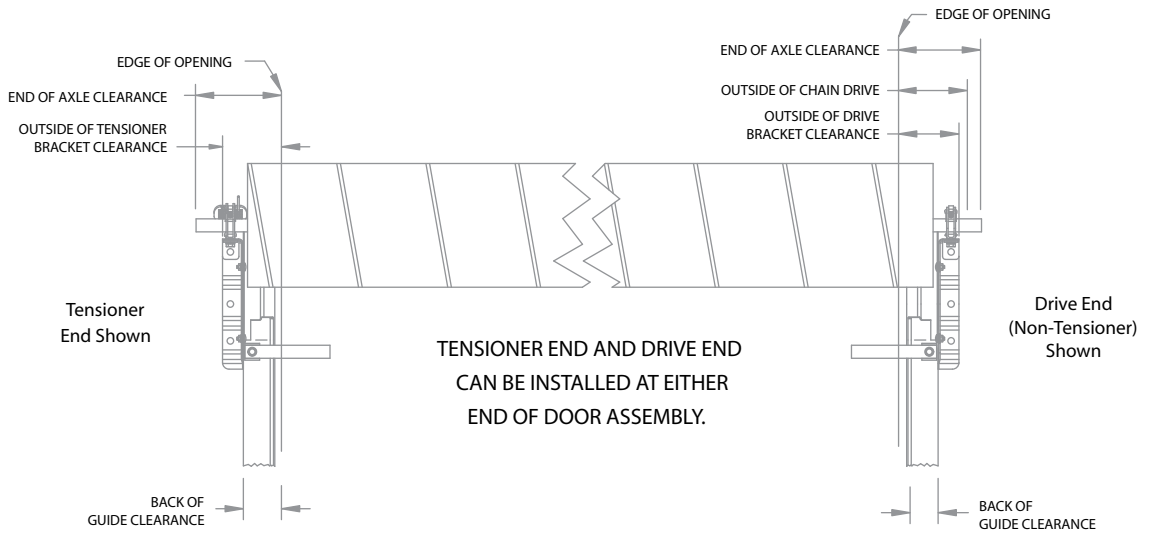 EDGE OF OPENING
END OF AXLE CLEARANCE
OUTSIDE OF TENSIONER
BRACKET CLEARANCE
EDGE OF OPENING
END OF AXLE CLEARANCE
OUTSIDE OF CHAIN DRIVE
OUTSIDE OF DRIVE
BRACKET CLEARANCE
Tensioner
End Shown
TENSIONER END AND DRIVE END
CAN BE INSTALLED AT EITHER
END OF DOOR ASSEMBLY.
Drive End
(Non-Tensioner)
Shown
BACK OF
GUIDE CLEARANCE
BACK OF
GUIDE CLEARANCE